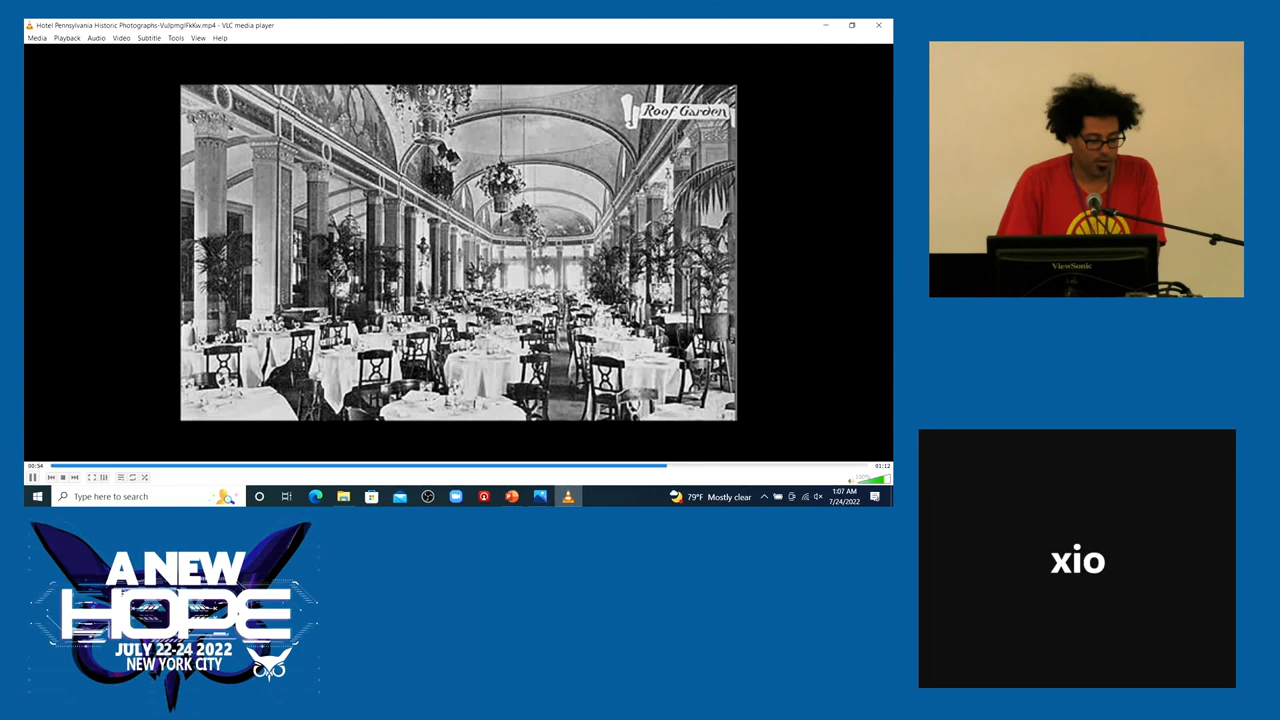 Hotel Pennsylvania Historic Photographs-VuJpmgIFkKw.mp4 - VLC media player
Media Playback Audio Video Subtitle Tools View Help
Roof Garden
00:54
01:12
100%
Type here to search
79°F Mostly clear
1:07 AM
7/24/2022
ViewSonic
xio
A NEW
HOPE
JULY 22-24 2022
NEW YORK CITY